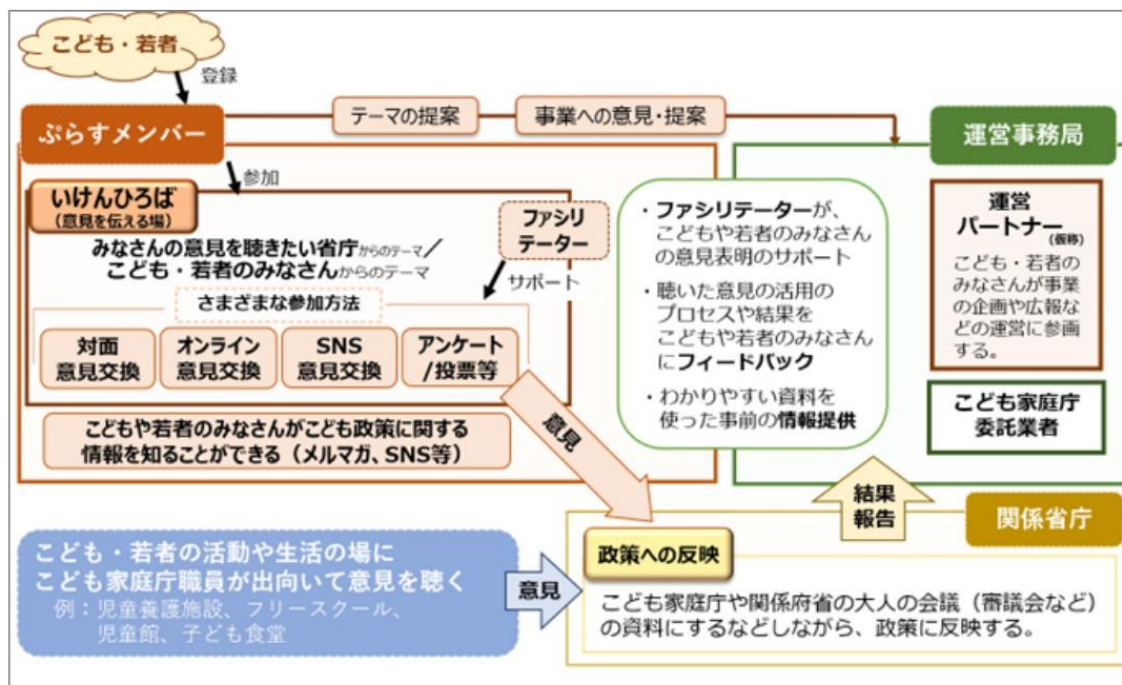 こども・若者
登録
ぷらすメンバー
テーマの提案
事業への意見・提案
運営事務局
参加
いけんひろば
(意見を伝える場)
ファシリ
テーター
サポート
みなさんの意見を聴きたい省庁からのテーマ／
こども・若者のみなさんからのテーマ
さまざまな参加方法
対面
意見交換
オンライン
意見交換
SNS
意見交換
アンケート
/投票等
こどもや若者のみなさんがこども政策に関する
情報を知ることができる（メルマガ、SNS等）
・ファシリテーターが、
こどもや若者のみなさん
の意見表明のサポート
・聴いた意見の活用の
プロセスや結果を
こどもや若者のみなさん
にフィードバック
・わかりやすい資料を
使った事前の情報提供
運営
パートナー(仮称)
こども・若者の
みなさんが事業
の企画や広報な
どの運営に参画
する。
こども家庭庁
委託業者
意見
結果
報告
関係省庁
こども・若者の活動や生活の場に
こども家庭庁職員が出向いて意見を聴く
例：児童養護施設、フリースクール、
児童館、子ども食堂
意見
政策への反映
こども家庭庁や関係府省の大人の会議（審議会など）
の資料にするなどしながら、政策に反映する。